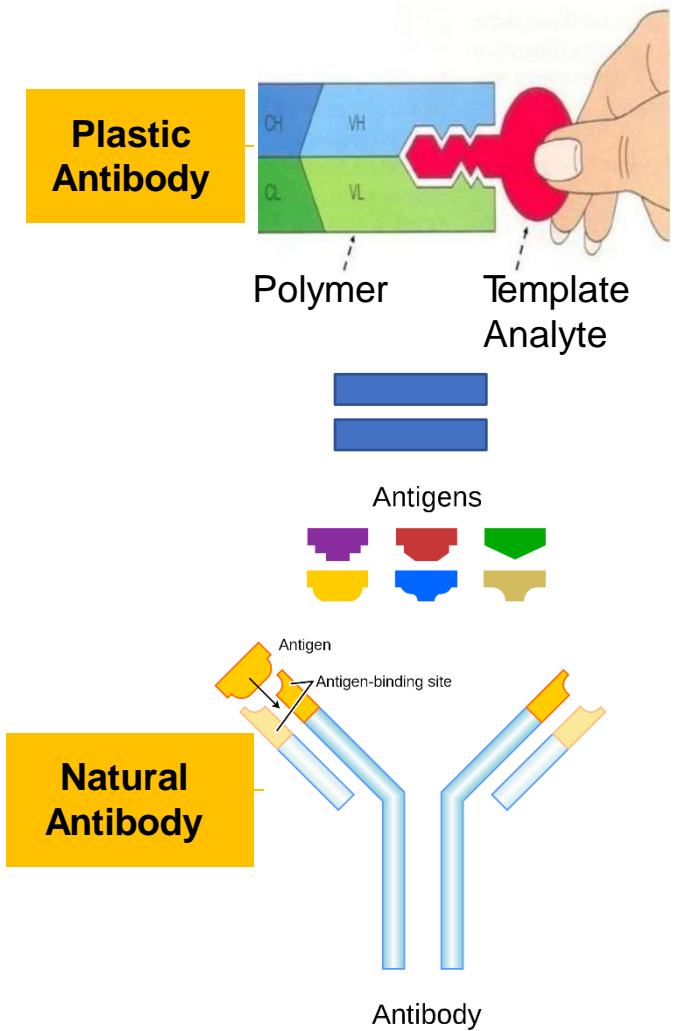 Plastic
Antibody
CH
VH
CL
VL
Polymer
Template
Analyte
Antigens
Antigen
Antigen-binding site
Natural
Antibody
Antibody